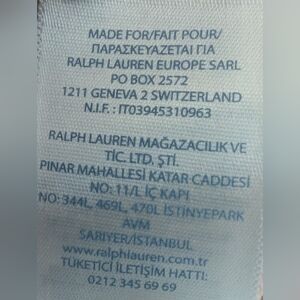 MADE FOR/FAIT POUR/
ΠΑΡΑΣΚΕΥΑΖΕΤΑΙ ΓΙΑ
RALPH LAUREN EUROPE SARL
PO BOX 2572
1211 GENEVA 2 SWITZERLAND
N.I.F. : IT03945310963
RALPH LAUREN MAĞAZACILIK VE
TİC. LTD. ŞTİ.
PINAR MAHALLESİ KATAR CADDESİ
NO: 11/L İÇ KAPI
NO: 344L, 469L, 470L İSTİNYEPARK
AVM
SARIYER/İSTANBUL
www.ralphlauren.com.tr
TÜKETİCİ İLETİŞİM HATTI:
0212 345 69 69